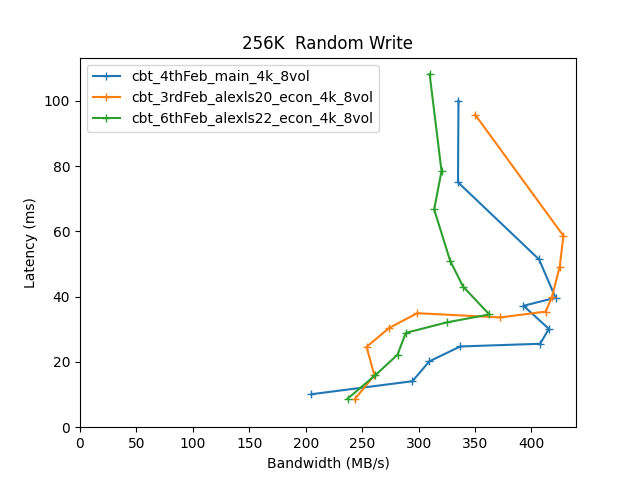 256K  Random Write
cbt_4thFeb_main_4k_8vol
cbt_3rdFeb_alexls20_econ_4k_8vol
cbt_6thFeb_alexls22_econ_4k_8vol
Latency (ms)
100
80
60
40
20
0
0 50 100 150 200 250 300 350 400
Bandwidth (MB/s)